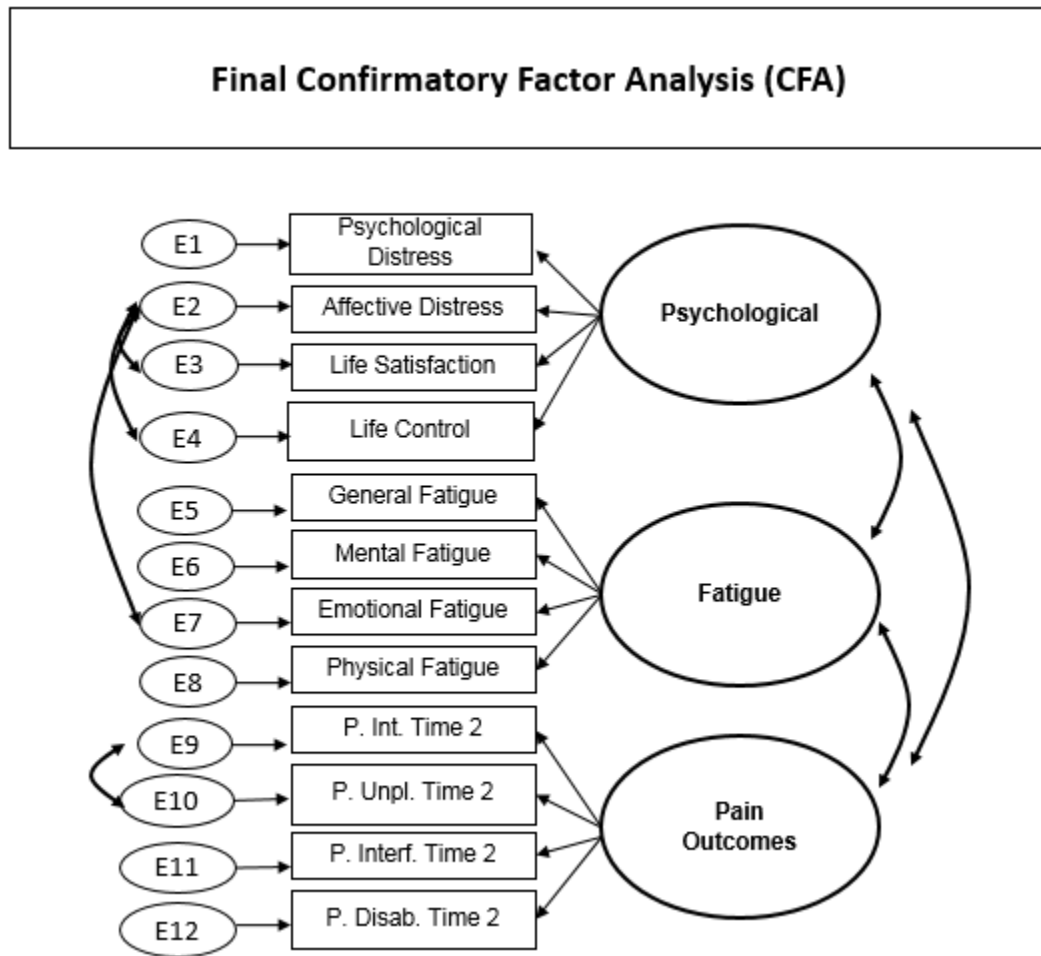 Final Confirmatory Factor Analysis (CFA)
E1
Psychological
Distress
Psychological
E2
Affective Distress
E3
Life Satisfaction
E4
Life Control
E5
General Fatigue
E6
Mental Fatigue
Fatigue
E7
Emotional Fatigue
E8
Physical Fatigue
E9
P. Int. Time 2
E10
P. Unpl. Time 2
Pain
Outcomes
E11
P. Interf. Time 2
E12
P. Disab. Time 2